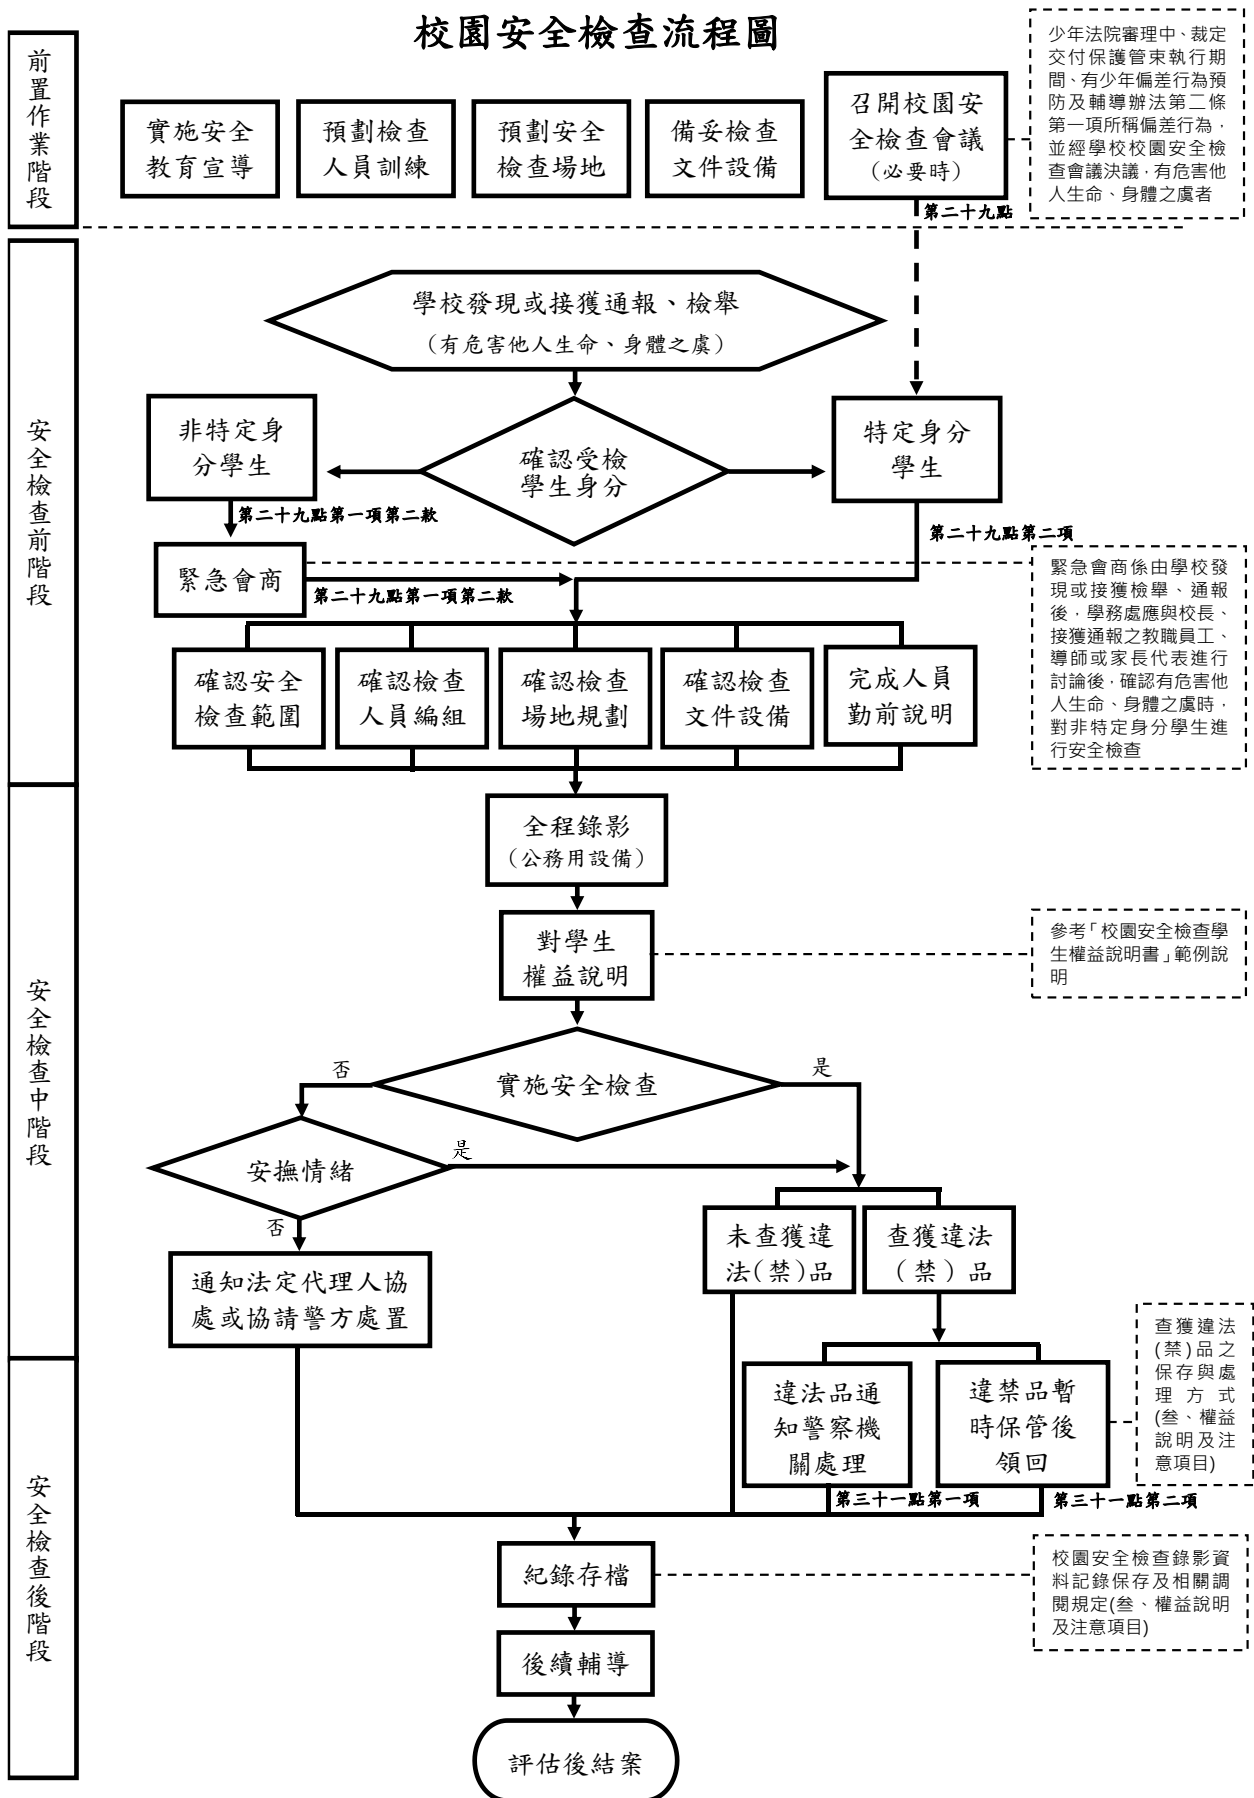 校園安全檢查流程圖
前置作業階段
實施安全
教育宣導
預劃檢查
人員訓練
預劃安全
檢查場地
備妥檢查
文件設備
召開校園安
全檢查會議
(必要時)
少年法院審理中、裁定
交付保護管束執行期
間、有少年偏差行為預
防及輔導辦法第二條
第一項所稱偏差行為，
並經學校校園安全檢
查會議決議，有危害他
人生命、身體之虞者
第二十九點
安全檢查前階段
學校發現或接獲通報、檢舉
（有危害他人生命、身體之虞）
非特定身
分學生
確認受檢
學生身分
特定身分
學生
第二十九點第一項第二款
第二十九點第二項
緊急會商
第二十九點第一項第二款
緊急會商係由學校發
現或接獲檢舉、通報
後，學務處應與校長、
接獲通報之教職員工、
導師或家長代表進行
討論後，確認有危害他
人生命、身體之虞時，
對非特定身分學生進
行安全檢查
確認安全
檢查範圍
確認檢查
人員編組
確認檢查
場地規劃
確認檢查
文件設備
完成人員
勤前說明
安全檢查中階段
全程錄影
（公務用設備）
對學生
權益說明
參考「校園安全檢查學
生權益說明書」範例說
明
實施安全檢查
否
是
安撫情緒
是
否
通知法定代理人協
處或協請警方處置
未查獲違
法(禁)品
查獲違法
（禁）品
安全檢查後階段
違法品通
知警察機
關處理
違禁品暫
時保管後
領回
查獲違法
(禁)品之
保存與處
理方式
(叁、權益
說明及注
意項目)
第三十一點第一項
第三十一點第二項
紀錄存檔
校園安全檢查錄影資
料記錄保存及相關調
閱規定(叁、權益說明
及注意項目)
後續輔導
評估後結案